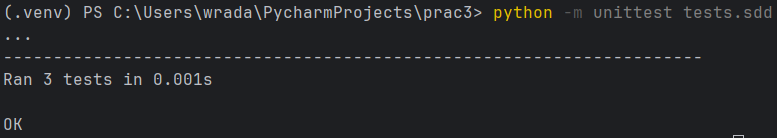 (.venv) PS C:\Users\wrada\PycharmProjects\prac3> python -m unittest tests.sdd
...
----------------------------------------------------------------------
Ran 3 tests in 0.001s

OK